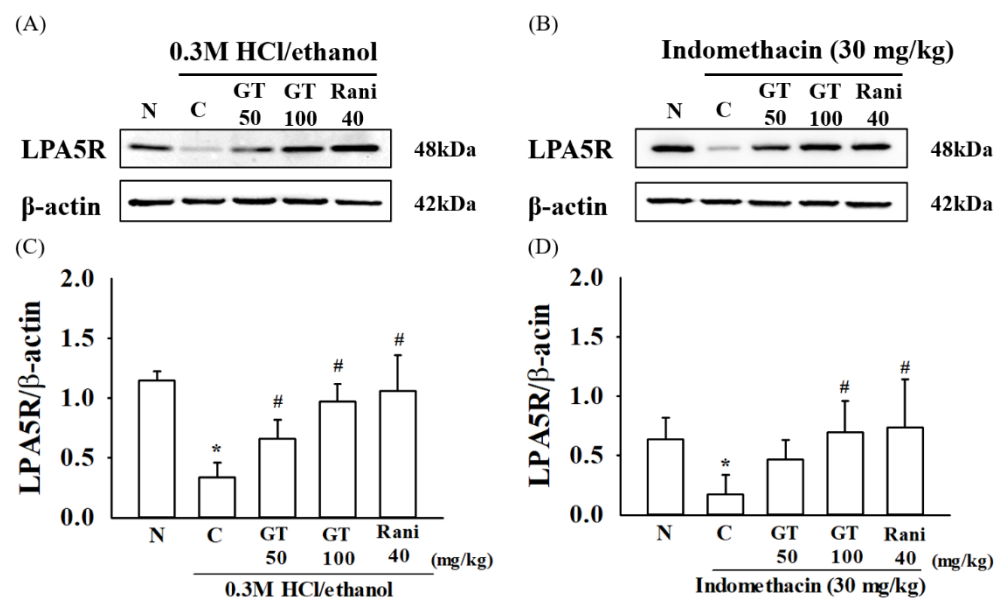 (A)
0.3M HCl/ethanol
N C GT 50 GT 100 Rani 40
LPA5R 48kDa
β-actin 42kDa
(B)
Indomethacin (30 mg/kg)
N C GT 50 GT 100 Rani 40
LPA5R 48kDa
β-actin 42kDa
(C)
LPA5R/β-actin
2.0
1.5
1.0
0.5
0.0
* # # #
N C GT 50 GT 100 Rani 40 (mg/kg)
0.3M HCl/ethanol
(D)
LPA5R/β-acin
2.0
1.5
1.0
0.5
0.0
* # #
N C GT 50 GT 100 Rani 40 (mg/kg)
Indomethacin (30 mg/kg)